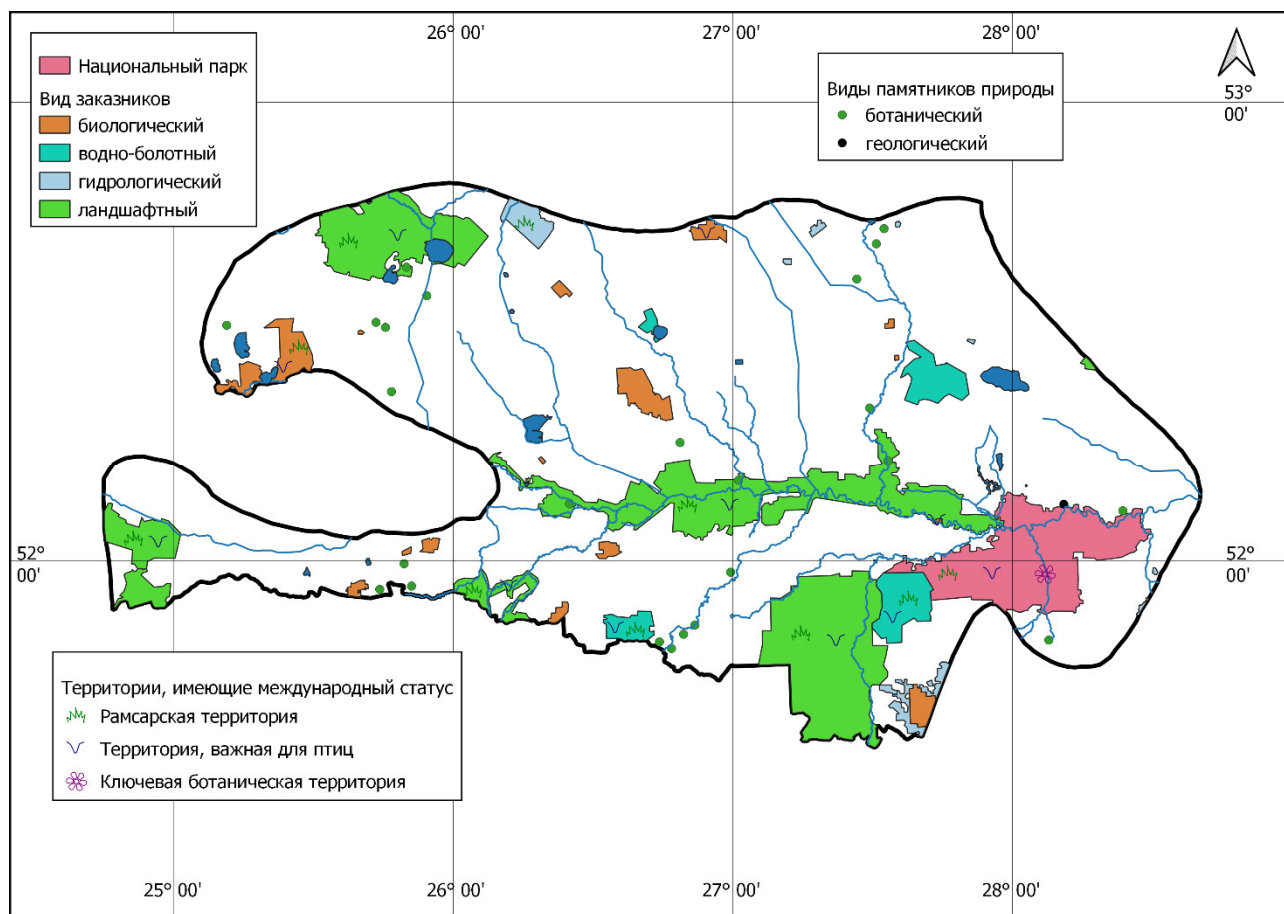 26° 00'
27° 00'
28° 00'
Национальный парк
Вид заказников
биологический
водно-болотный
гидрологический
ландшафтный
Виды памятников природы
ботанический
геологический
53°
00'
52°
00'
52°
00'
Территории, имеющие международный статус
Рамсарская территория
Территория, важная для птиц
Ключевая ботаническая территория
25° 00'
26° 00'
27° 00'
28° 00'